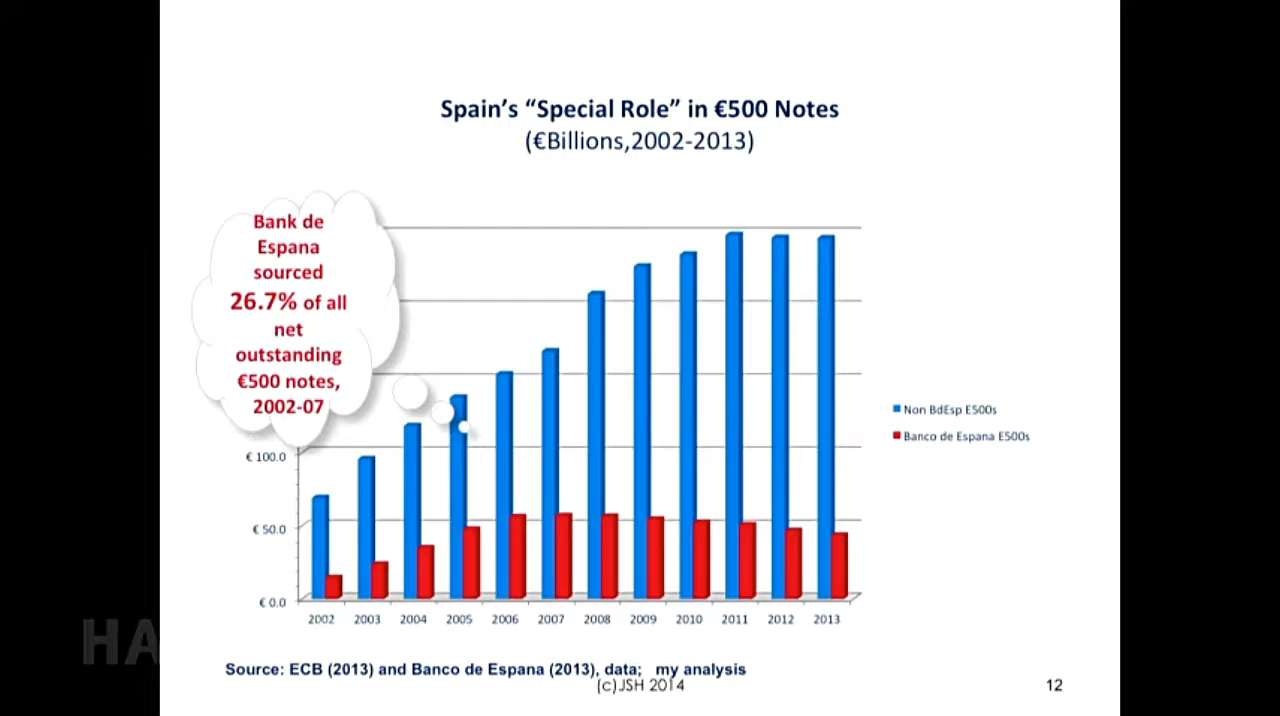 Spain's “Special Role” in €500 Notes
(€Billions,2002-2013)
Bank de
Espana
sourced
26.7% of all
net
outstanding
€500 notes,
2002-07
€ 100.0
€ 50.0
€ 0.0
2002 2003 2004 2005 2006 2007 2008 2009 2010 2011 2012 2013
Non BdEsp E500s
Banco de Espana E500s
Source: ECB (2013) and Banco de Espana (2013), data; my analysis
(c)JSH 2014
12
HA